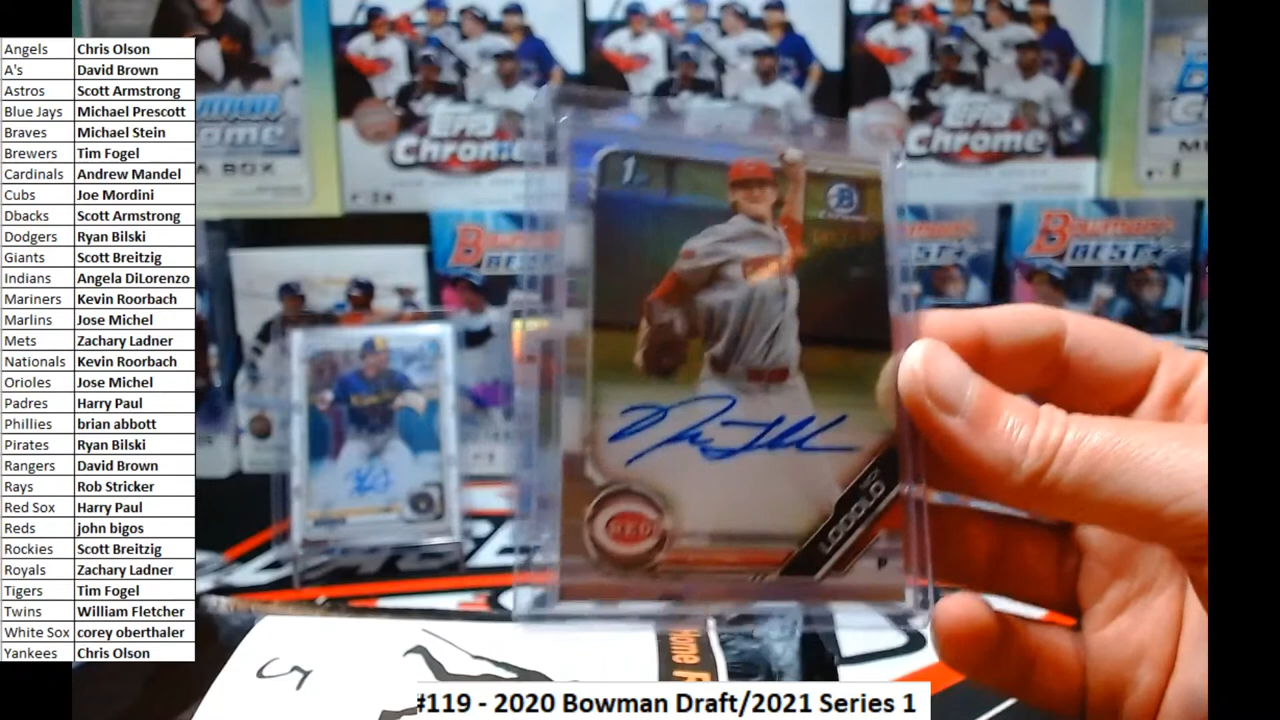 Angels Chris Olson
A's David Brown
Astros Scott Armstrong
Blue Jays Michael Prescott
Braves Michael Stein
Brewers Tim Fogel
Cardinals Andrew Mandel
Cubs Joe Mordini
Dbacks Scott Armstrong
Dodgers Ryan Bilski
Giants Scott Breitzig
Indians Angela DiLorenzo
Mariners Kevin Roorbach
Marlins Jose Michel
Mets Zachary Ladner
Nationals Kevin Roorbach
Orioles Jose Michel
Padres Harry Paul
Phillies brian abbott
Pirates Ryan Bilski
Rangers David Brown
Rays Rob Stricker
Red Sox Harry Paul
Reds john bigos
Rockies Scott Breitzig
Royals Zachary Ladner
Tigers Tim Fogel
Twins William Fletcher
White Sox corey oberthaler
Yankees Chris Olson
Topps Chrome
Chrome
Bowman's BEST
REDS
LODOLO
P
Home
#119 - 2020 Bowman Draft/2021 Series 1